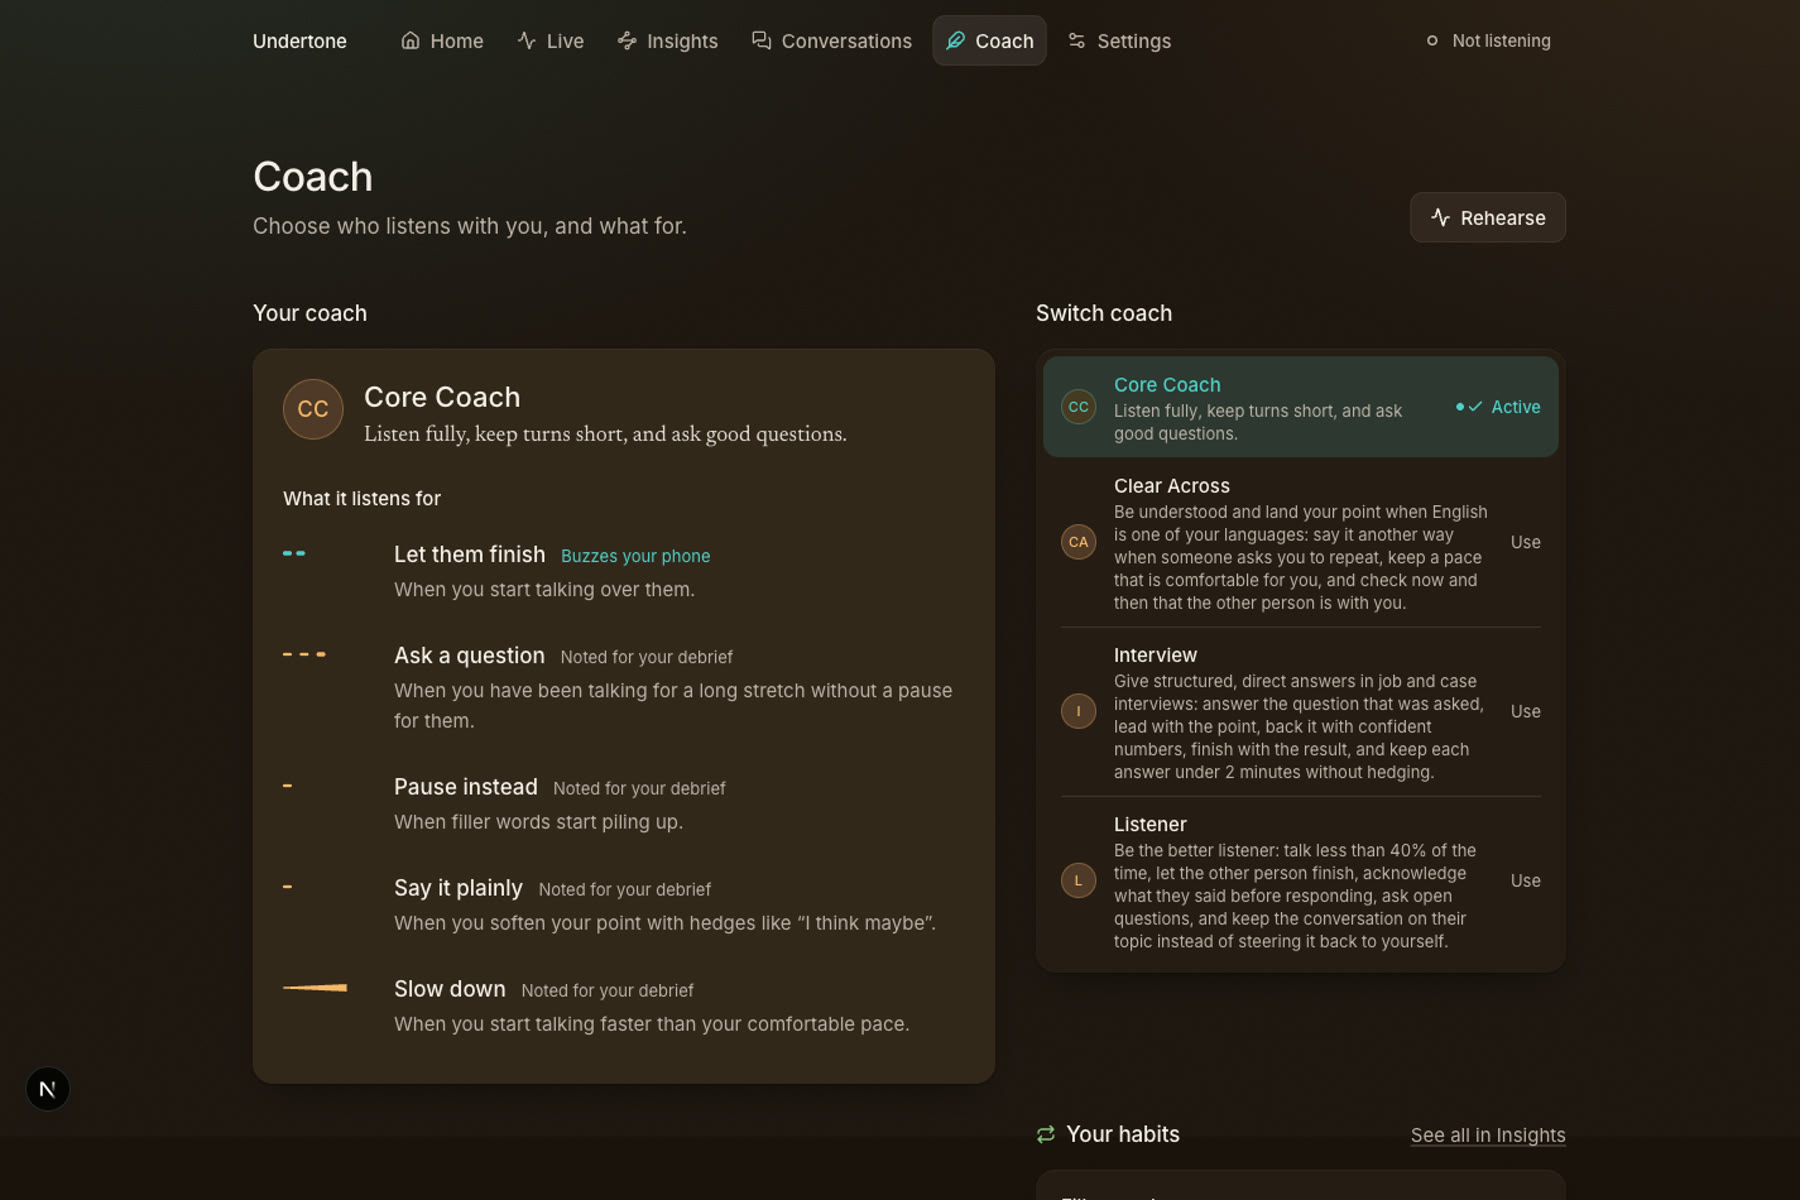 Undertone
Home
Live
Insights
Conversations
Coach
Settings
Not listening
Coach
Choose who listens with you, and what for.
Rehearse
Your coach
CC
Core Coach
Listen fully, keep turns short, and ask good questions.
What it listens for
Let them finish Buzzes your phone
When you start talking over them.
Ask a question Noted for your debrief
When you have been talking for a long stretch without a pause
for them.
Pause instead Noted for your debrief
When filler words start piling up.
Say it plainly Noted for your debrief
When you soften your point with hedges like “I think maybe”.
Slow down Noted for your debrief
When you start talking faster than your comfortable pace.
Switch coach
CC
Core Coach
Listen fully, keep turns short, and ask
good questions.
Active
CA
Clear Across
Be understood and land your point when English
is one of your languages: say it another way
when someone asks you to repeat, keep a pace
that is comfortable for you, and check now and
then that the other person is with you.
Use
I
Interview
Give structured, direct answers in job and case
interviews: answer the question that was asked,
lead with the point, back it with confident
numbers, finish with the result, and keep each
answer under 2 minutes without hedging.
Use
L
Listener
Be the better listener: talk less than 40% of the
time, let the other person finish, acknowledge
what they said before responding, ask open
questions, and keep the conversation on their
topic instead of steering it back to yourself.
Use
Your habits
See all in Insights
N